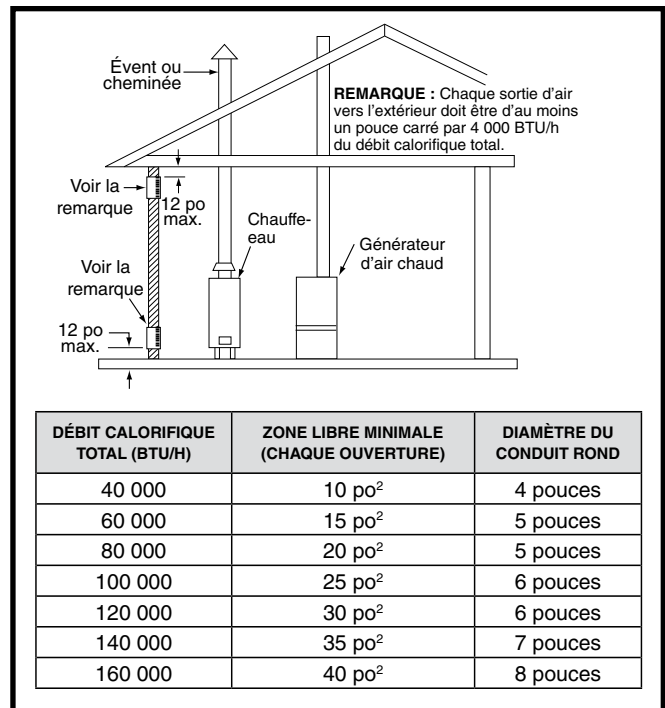 Évent ou
cheminée
REMARQUE : Chaque sortie d’air
vers l’extérieur doit être d’au moins
un pouce carré par 4 000 BTU/h
du débit calorifique total.
Voir la
remarque
12 po
max.
Chauffe-
eau
Générateur
d’air chaud
Voir la
remarque
12 po
max.
DÉBIT CALORIFIQUE TOTAL (BTU/H) ZONE LIBRE MINIMALE (CHAQUE OUVERTURE) DIAMÈTRE DU CONDUIT ROND
40 000 10 po² 4 pouces
60 000 15 po² 5 pouces
80 000 20 po² 5 pouces
100 000 25 po² 6 pouces
120 000 30 po² 6 pouces
140 000 35 po² 7 pouces
160 000 40 po² 8 pouces